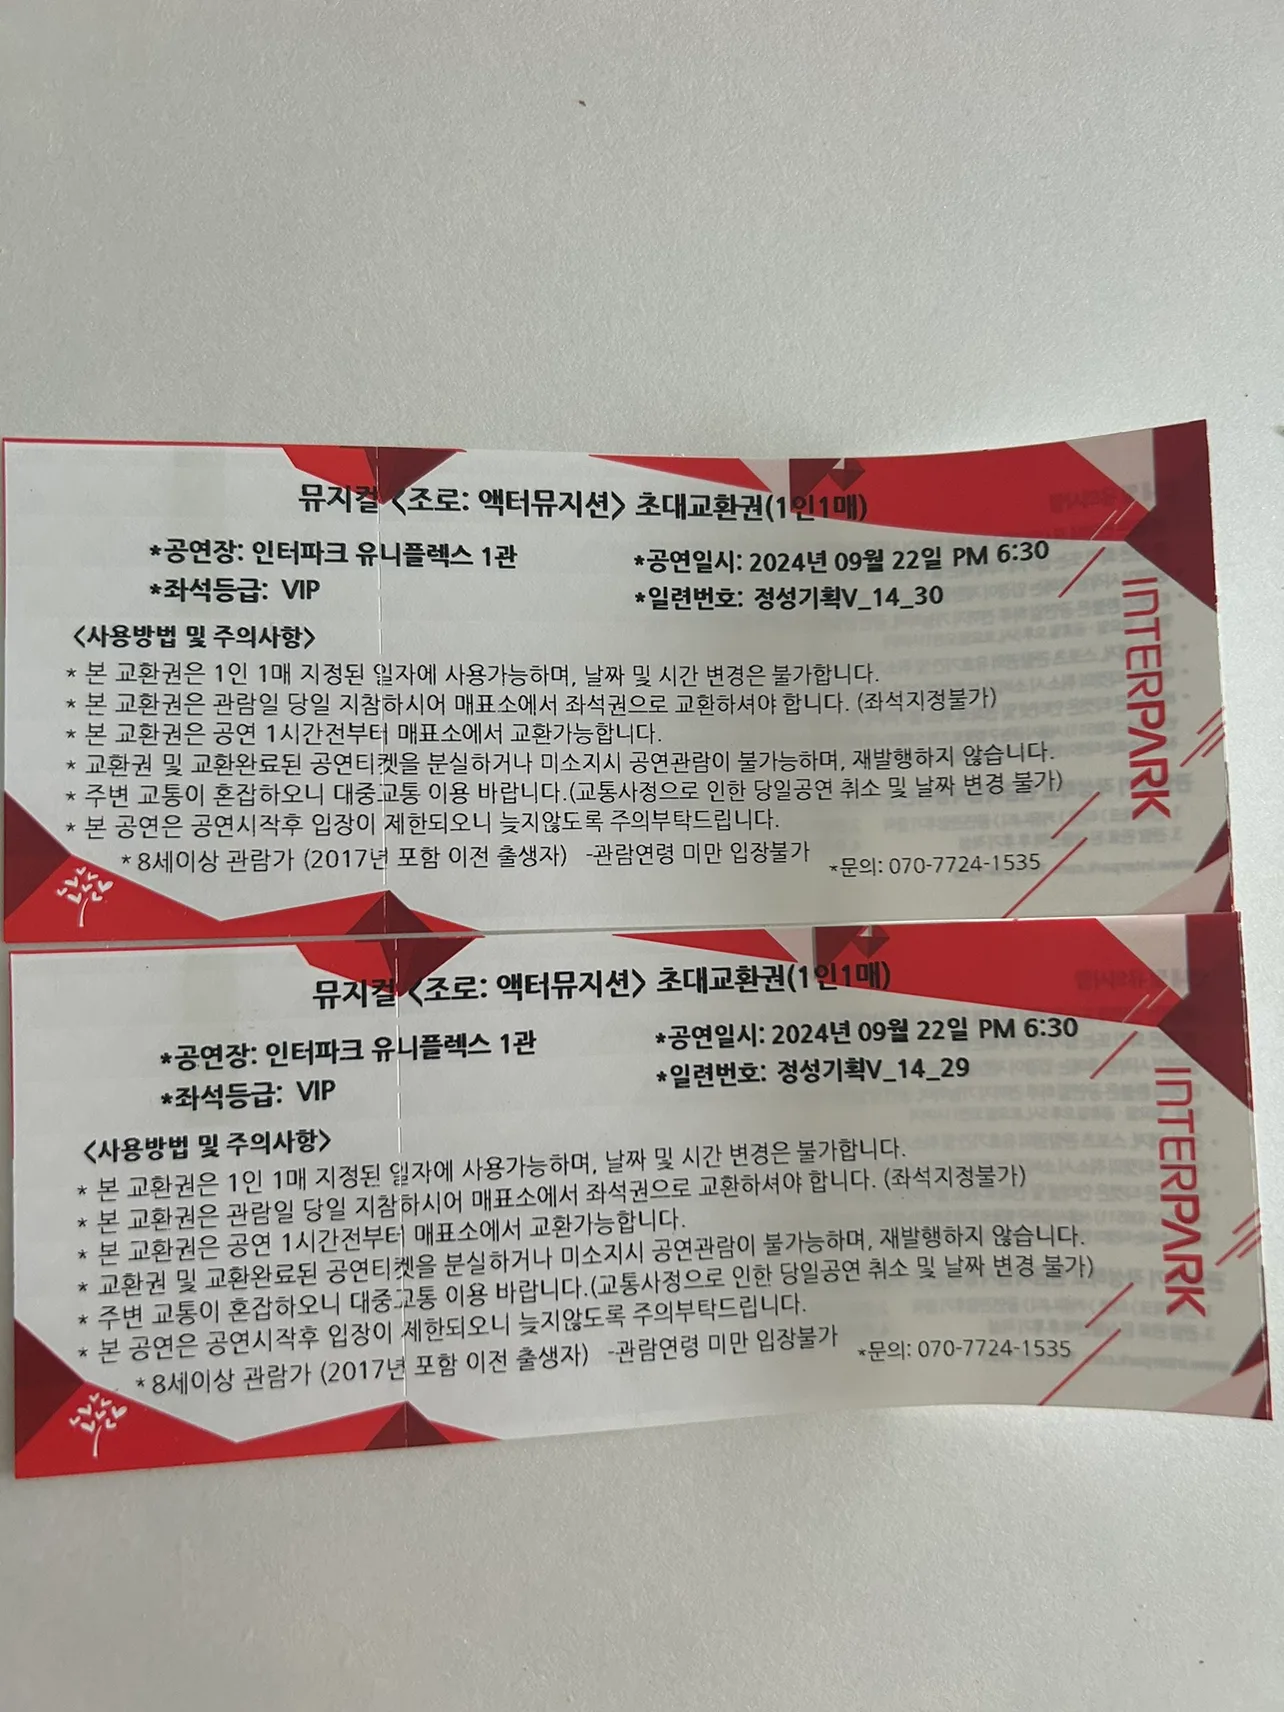 뮤지컬 <조로: 액터뮤지션> 초대교환권(1인1매)
*공연장: 인터파크 유니플렉스 1관
*공연일시: 2024년 09월 22일 PM 6:30
*좌석등급: VIP
*일련번호: 정성기획V_14_30
<사용방법 및 주의사항>
* 본 교환권은 1인 1매 지정된 일자에 사용가능하며, 날짜 및 시간 변경은 불가합니다.
* 본 교환권은 관람일 당일 지참하시어 매표소에서 좌석권으로 교환하셔야 합니다. (좌석지정불가)
* 본 교환권은 공연 1시간전부터 매표소에서 교환가능합니다.
* 교환권 및 교환완료된 공연티켓을 분실하거나 미소지시 공연관람이 불가능하며, 재발행하지 않습니다.
* 주변 교통이 혼잡하오니 대중교통 이용 바랍니다.(교통사정으로 인한 당일공연 취소 및 날짜 변경 불가)
* 본 공연은 공연시작후 입장이 제한되오니 늦지않도록 주의부탁드립니다.
* 8세이상 관람가 (2017년 포함 이전 출생자) -관람연령 미만 입장불가
*문의: 070-7724-1535
INTERPARK
뮤지컬 <조로: 액터뮤지션> 초대교환권(1인1매)
*공연장: 인터파크 유니플렉스 1관
*공연일시: 2024년 09월 22일 PM 6:30
*좌석등급: VIP
*일련번호: 정성기획V_14_29
<사용방법 및 주의사항>
* 본 교환권은 1인 1매 지정된 일자에 사용가능하며, 날짜 및 시간 변경은 불가합니다.
* 본 교환권은 관람일 당일 지참하시어 매표소에서 좌석권으로 교환하셔야 합니다. (좌석지정불가)
* 본 교환권은 공연 1시간전부터 매표소에서 교환가능합니다.
* 교환권 및 교환완료된 공연티켓을 분실하거나 미소지시 공연관람이 불가능하며, 재발행하지 않습니다.
* 주변 교통이 혼잡하오니 대중교통 이용 바랍니다.(교통사정으로 인한 당일공연 취소 및 날짜 변경 불가)
* 본 공연은 공연시작후 입장이 제한되오니 늦지않도록 주의부탁드립니다.
* 8세이상 관람가 (2017년 포함 이전 출생자) -관람연령 미만 입장불가
*문의: 070-7724-1535
INTERPARK